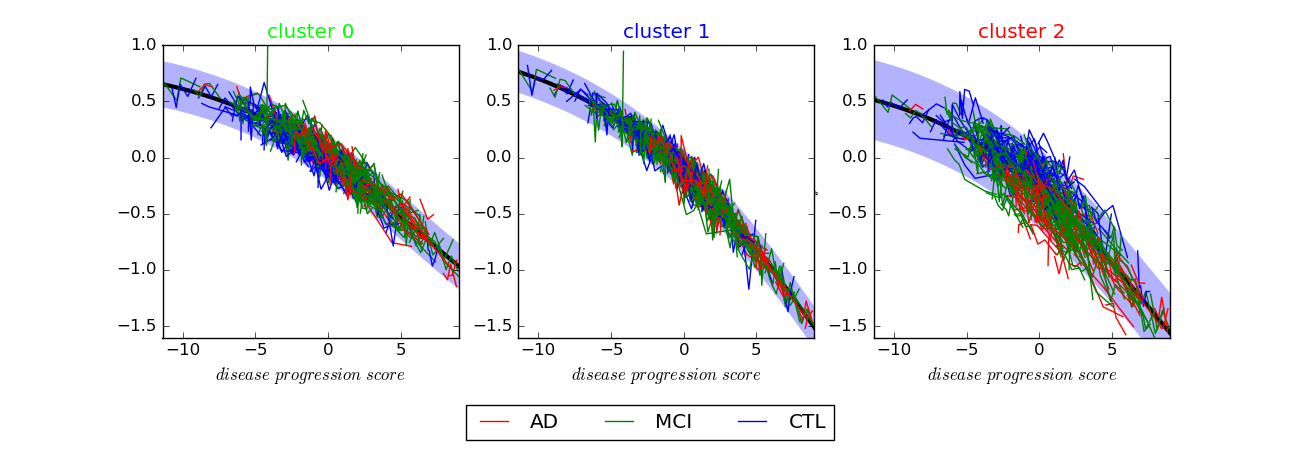 cluster 0 cluster 1 cluster 2
1.0 1.0 1.0
0.5 0.5 0.5
0.0 0.0 0.0
−0.5 −0.5 −0.5
−1.0 −1.0 −1.0
−1.5 −1.5 −1.5
−10 −5 0 5 −10 −5 0 5 −10 −5 0 5
disease progression score disease progression score disease progression score
AD MCI CTL